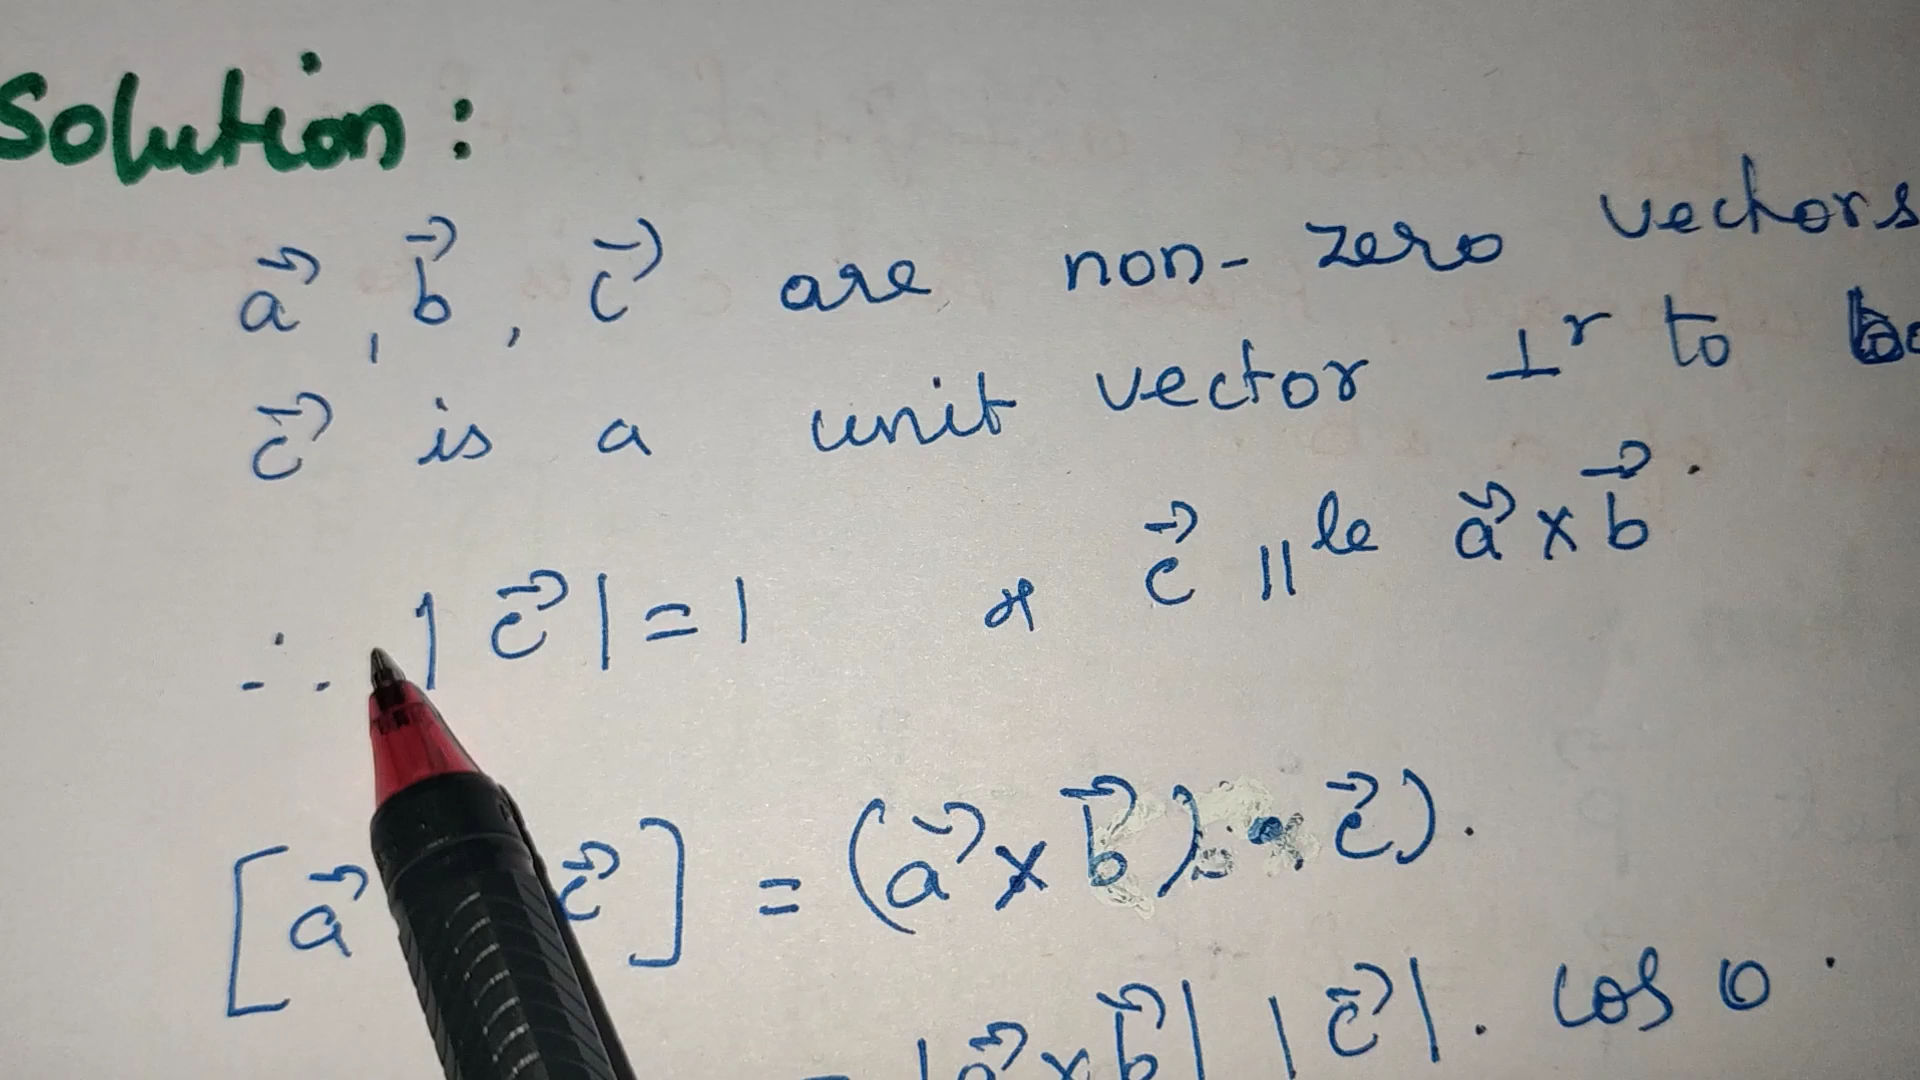 Solution:
a⃗, b⃗, c⃗ are non-zero vectors
c⃗ is a unit vector ⊥r to
∴ |c⃗| = 1 & c⃗ ||le a⃗ × b⃗.
[a⃗ c⃗] = (a⃗ × b⃗) . c⃗).
= |a⃗ × b⃗| |c⃗|. cos 0.